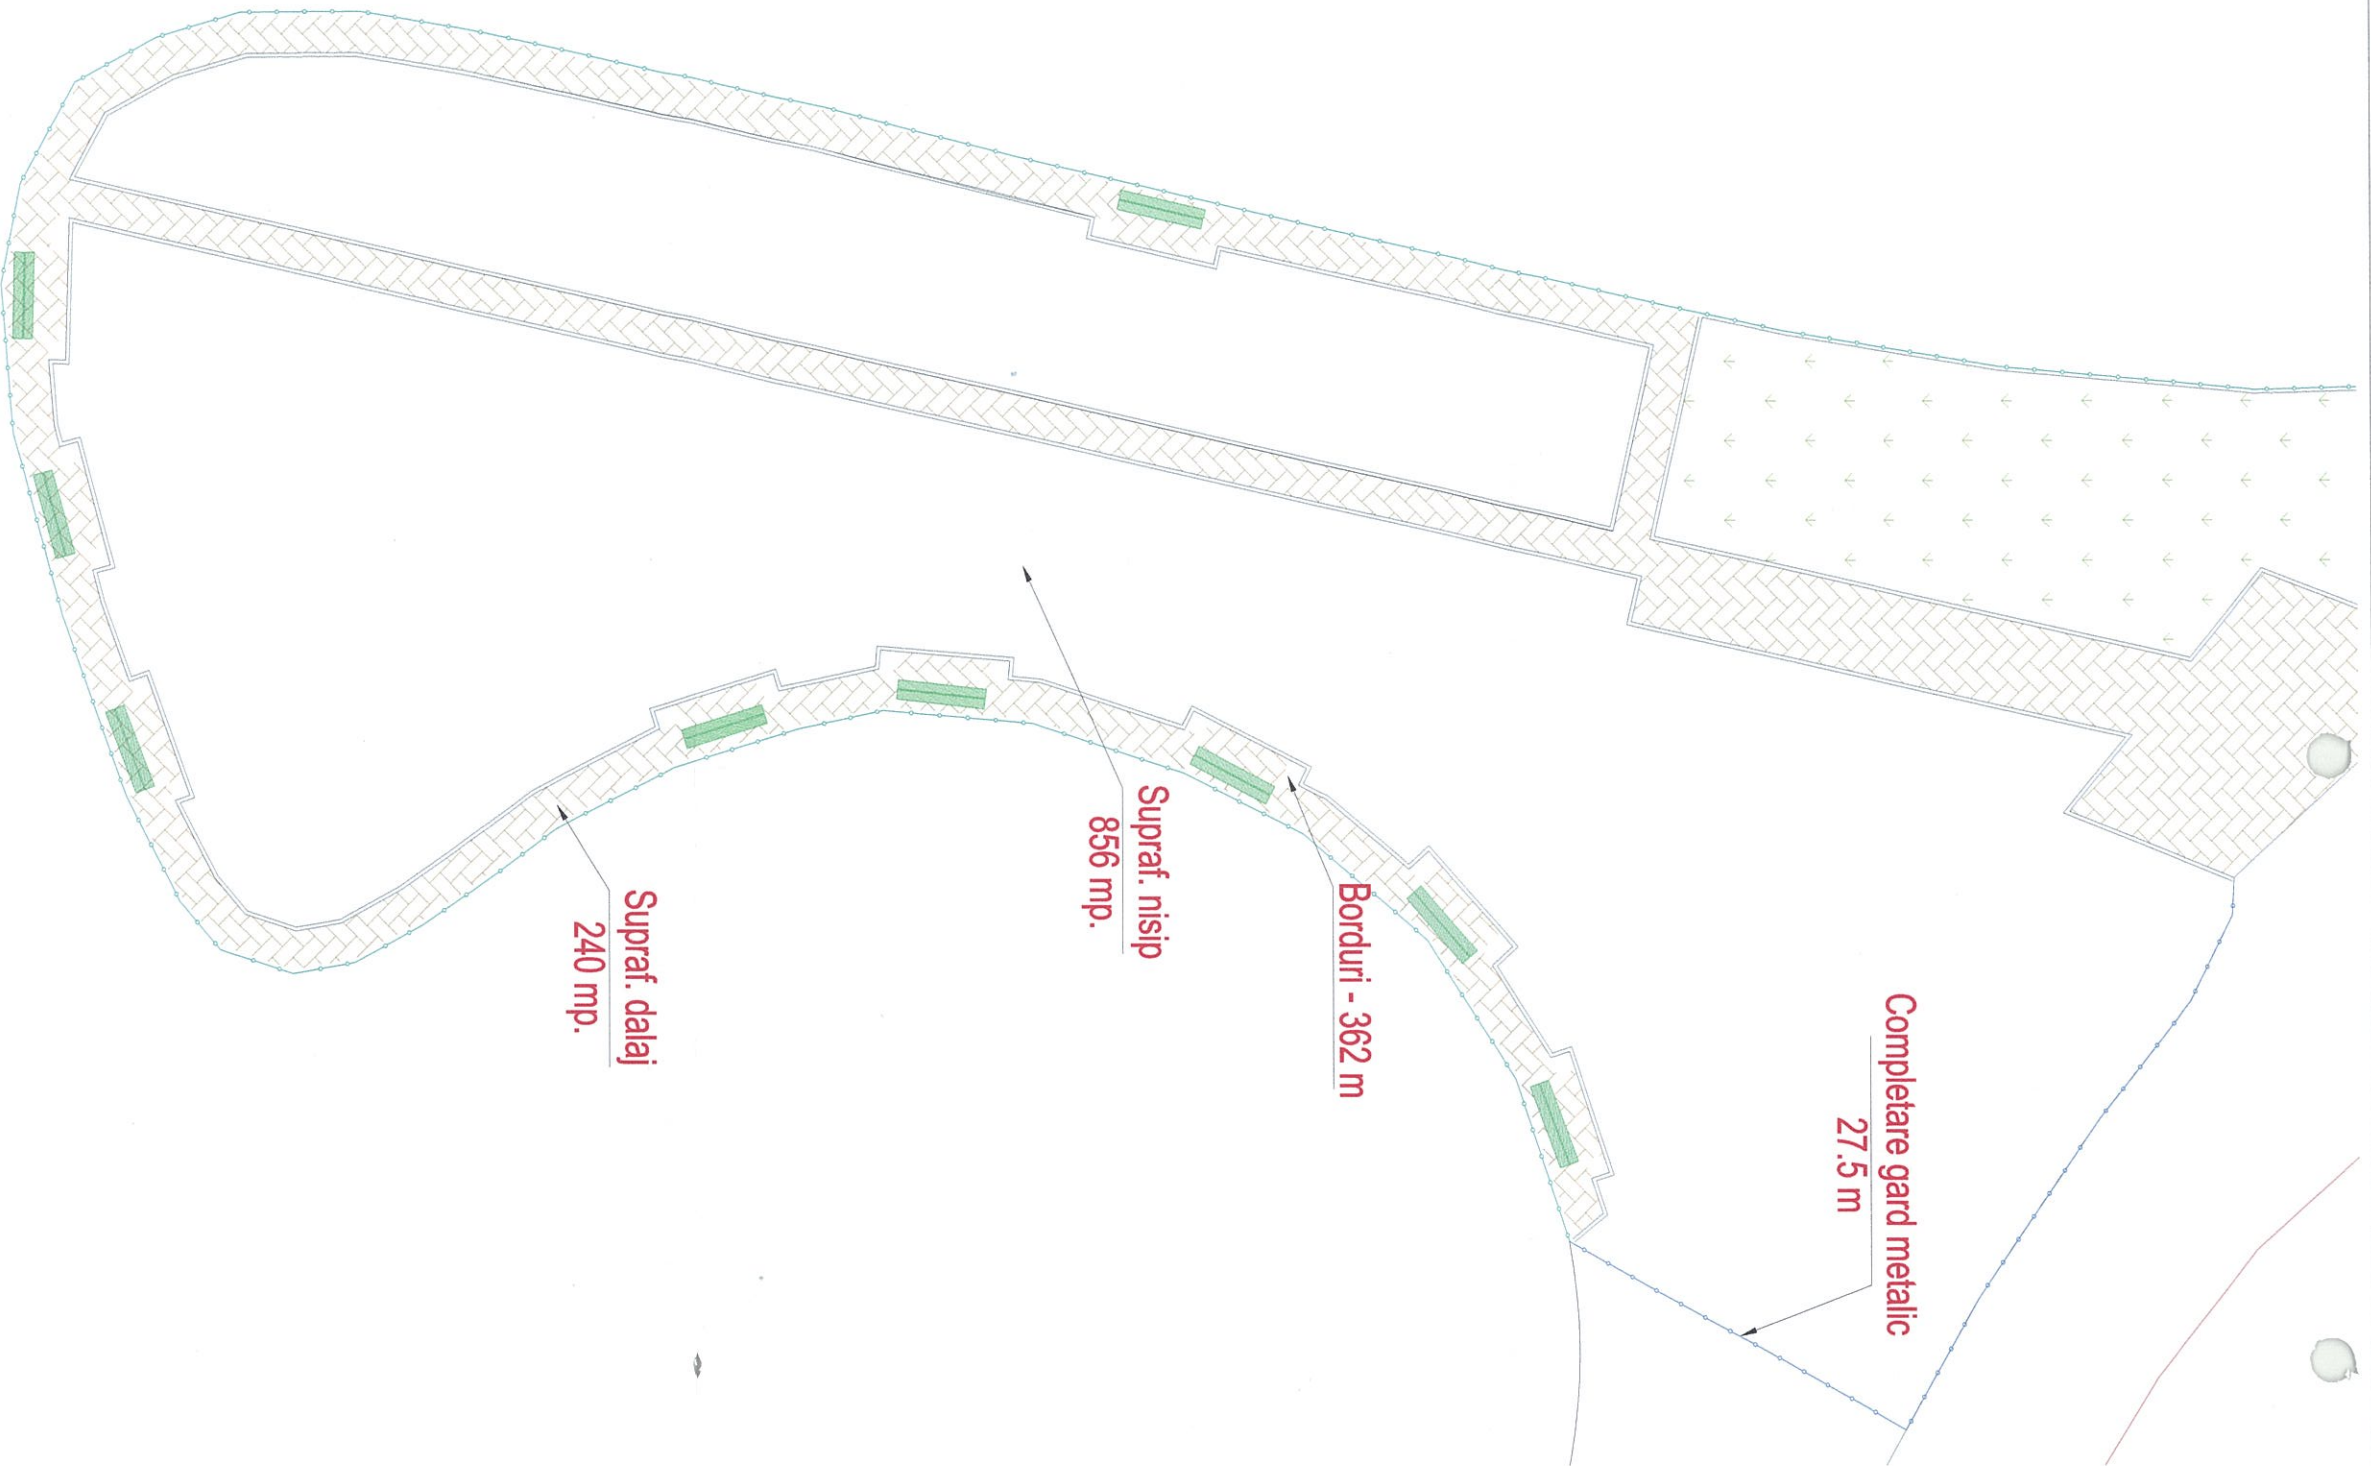 Completare gard metalic
27.5 m
Borduri - 362 m
Supraf. nisip
856 mp.
Supraf. dalaj
240 mp.